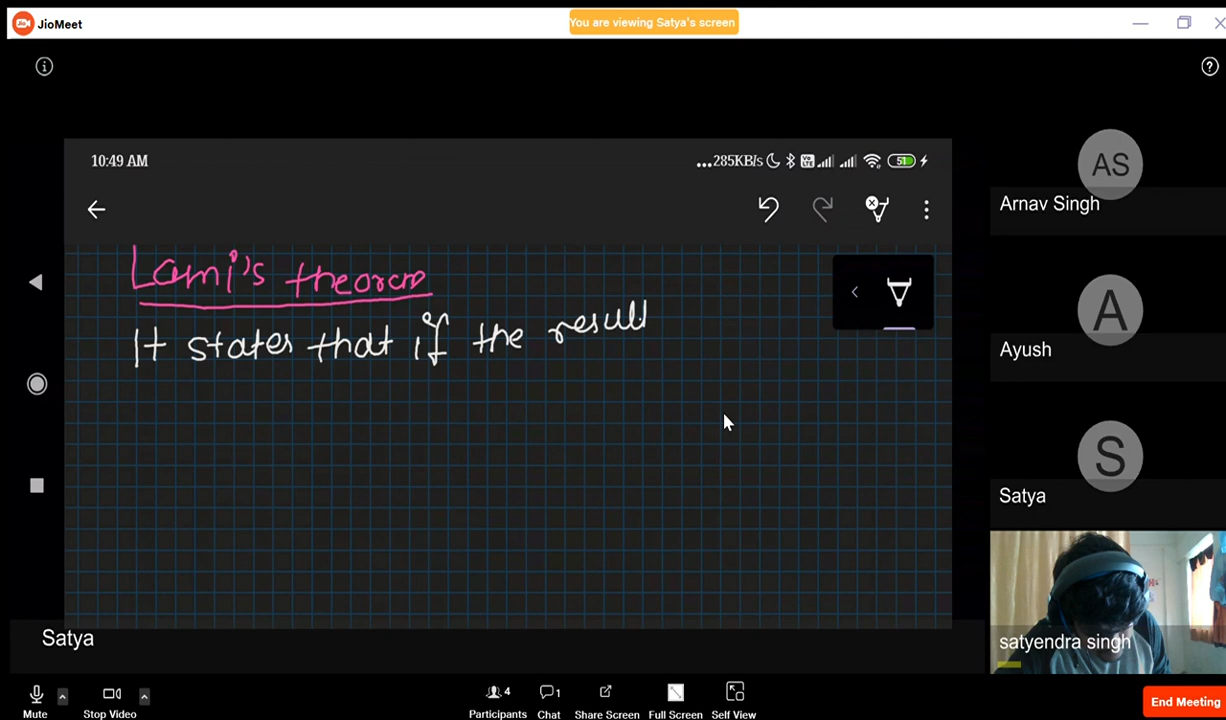 JioMeet
You are viewing Satya's screen
10:49 AM
...285KB/s
51
AS
Arnav Singh
Lami's theorem
It states that if the result
A
Ayush
S
Satya
Satya
satyendra singh
4
1
Mute
Stop Video
Participants
Chat
Share Screen
Full Screen
Self View
End Meeting